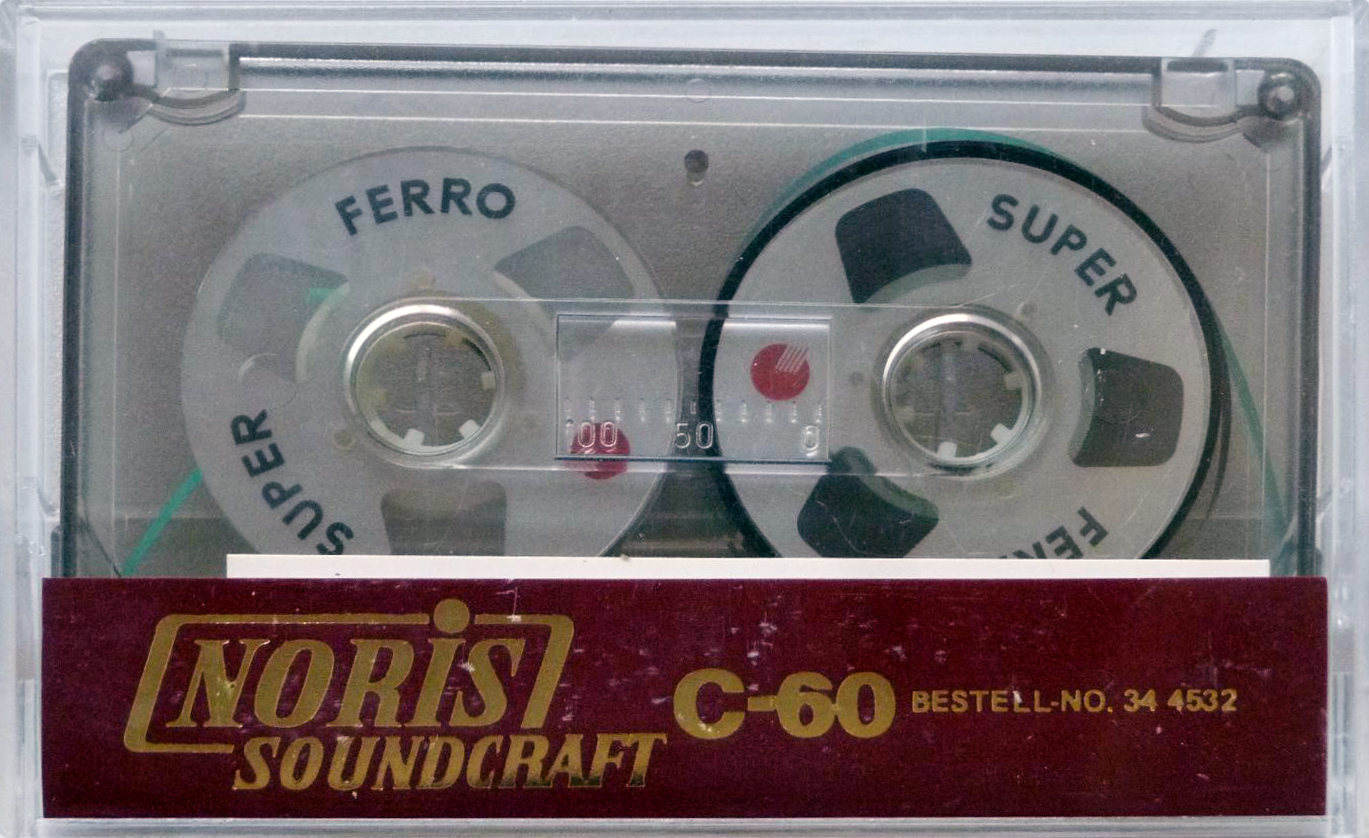 FERRO
SUPER
SUPER
00 50 0
NORiS
SOUNDCRAFT
C-60
BESTELL-NO. 34 4532